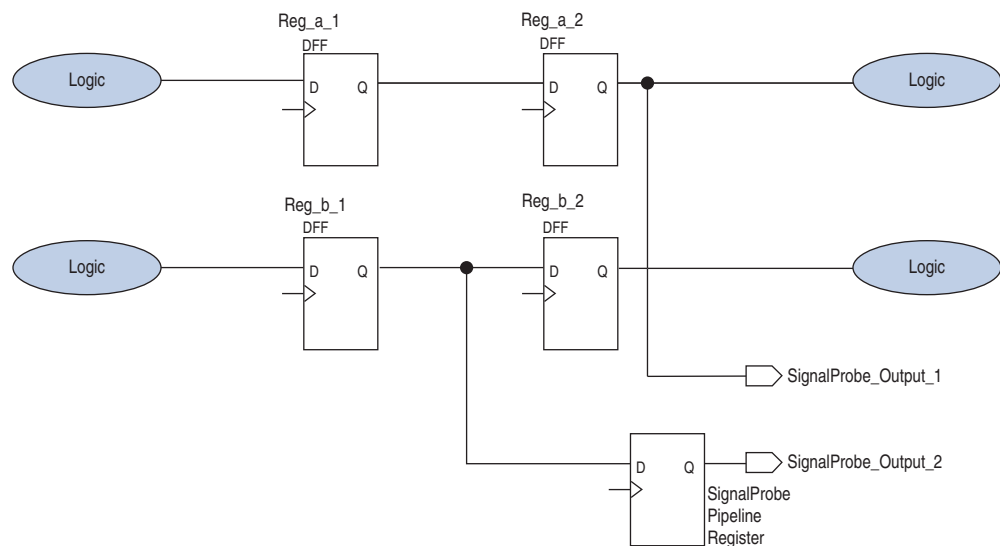 Reg_a_1
Reg_a_2
DFF
DFF
Logic
D
Q
D
Q
Logic
Reg_b_1
Reg_b_2
DFF
DFF
Logic
D
Q
D
Q
Logic
SignalProbe_Output_1
D
Q
SignalProbe_Output_2
SignalProbe
Pipeline
Register